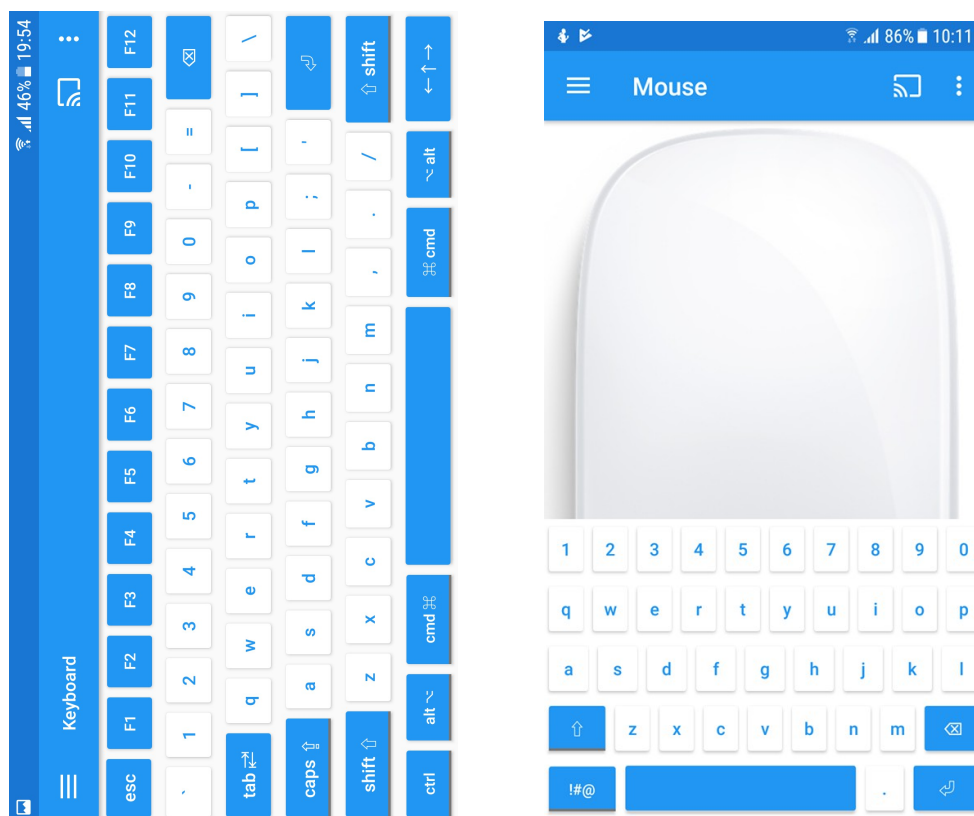 46% 19:54
Keyboard
esc F1 F2 F3 F4 F5 F6 F7 F8 F9 F10 F11 F12
` 1 2 3 4 5 6 7 8 9 0 - =
tab q w e r t y u i o p [ ] \
caps a s d f g h j k l ; '
shift z x c v b n m , . / shift
ctrl alt cmd ⌘ ⌘ cmd alt ←↑→
86% 10:11
Mouse
1 2 3 4 5 6 7 8 9 0
q w e r t y u i o p
a s d f g h j k l
z x c v b n m
!#@ .